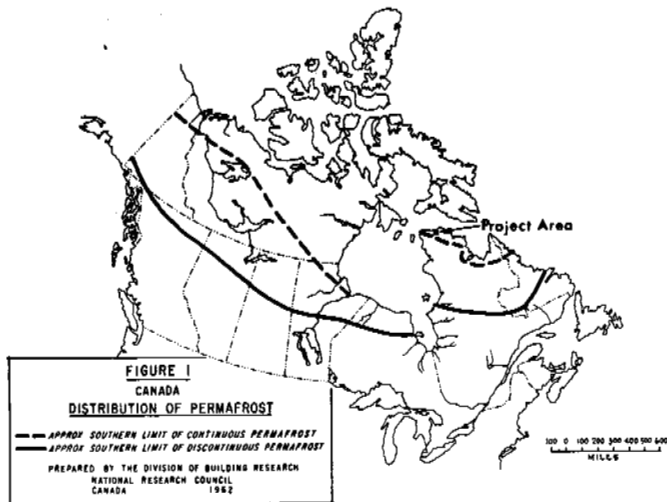 Project Area
FIGURE I
CANADA
DISTRIBUTION OF PERMAFROST
APPROX SOUTHERN LIMIT OF CONTINUOUS PERMAFROST
APPROX SOUTHERN LIMIT OF DISCONTINUOUS PERMAFROST
PREPARED BY THE DIVISION OF BUILDING RESEARCH
NATIONAL RESEARCH COUNCIL
CANADA 1962
100 0 100 200 300 400 500 600
MILES